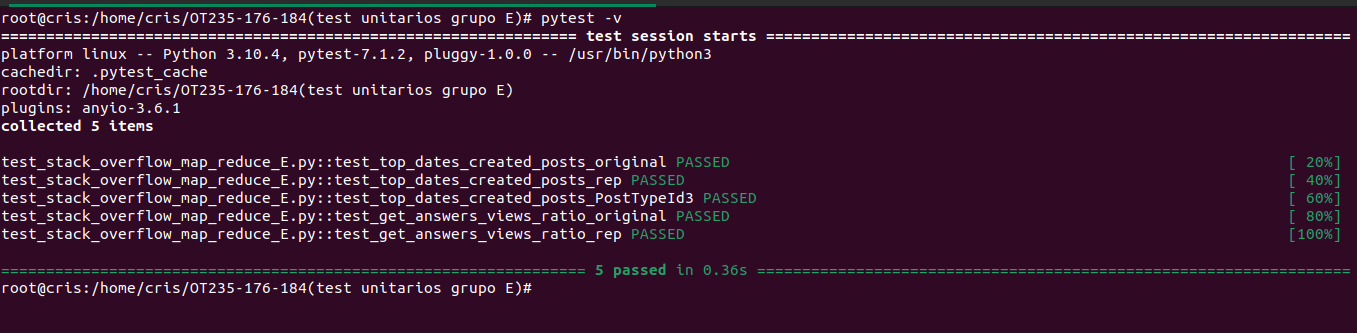 root@cris:/home/cris/OT235-176-184(test unitarios grupo E)# pytest -v
================================================================ test session starts =================================================================
platform linux -- Python 3.10.4, pytest-7.1.2, pluggy-1.0.0 -- /usr/bin/python3
cachedir: .pytest_cache
rootdir: /home/cris/OT235-176-184(test unitarios grupo E)
plugins: anyio-3.6.1
collected 5 items
test_stack_overflow_map_reduce_E.py::test_top_dates_created_posts_original PASSED [ 20%]
test_stack_overflow_map_reduce_E.py::test_top_dates_created_posts_rep PASSED [ 40%]
test_stack_overflow_map_reduce_E.py::test_top_dates_created_posts_PostTypeId3 PASSED [ 60%]
test_stack_overflow_map_reduce_E.py::test_get_answers_views_ratio_original PASSED [ 80%]
test_stack_overflow_map_reduce_E.py::test_get_answers_views_ratio_rep PASSED [100%]
================================================================= 5 passed in 0.36s ==================================================================
root@cris:/home/cris/OT235-176-184(test unitarios grupo E)#